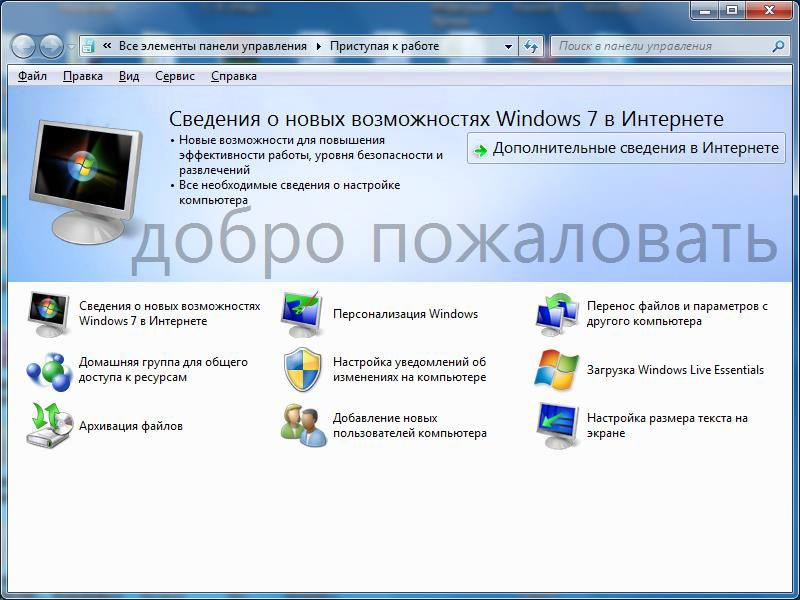 « Все элементы панели управления ▸ Приступая к работе
Поиск в панели управления
Файл Правка Вид Сервис Справка
Сведения о новых возможностях Windows 7 в Интернете
• Новые возможности для повышения
эффективности работы, уровня безопасности и
развлечений
• Все необходимые сведения о настройке
компьютера
Дополнительные сведения в Интернете
добро пожаловать
Сведения о новых возможностях
Windows 7 в Интернете
Персонализация Windows
Перенос файлов и параметров с
другого компьютера
Домашняя группа для общего
доступа к ресурсам
Настройка уведомлений об
изменениях на компьютере
Загрузка Windows Live Essentials
Архивация файлов
Добавление новых
пользователей компьютера
Настройка размера текста на
экране